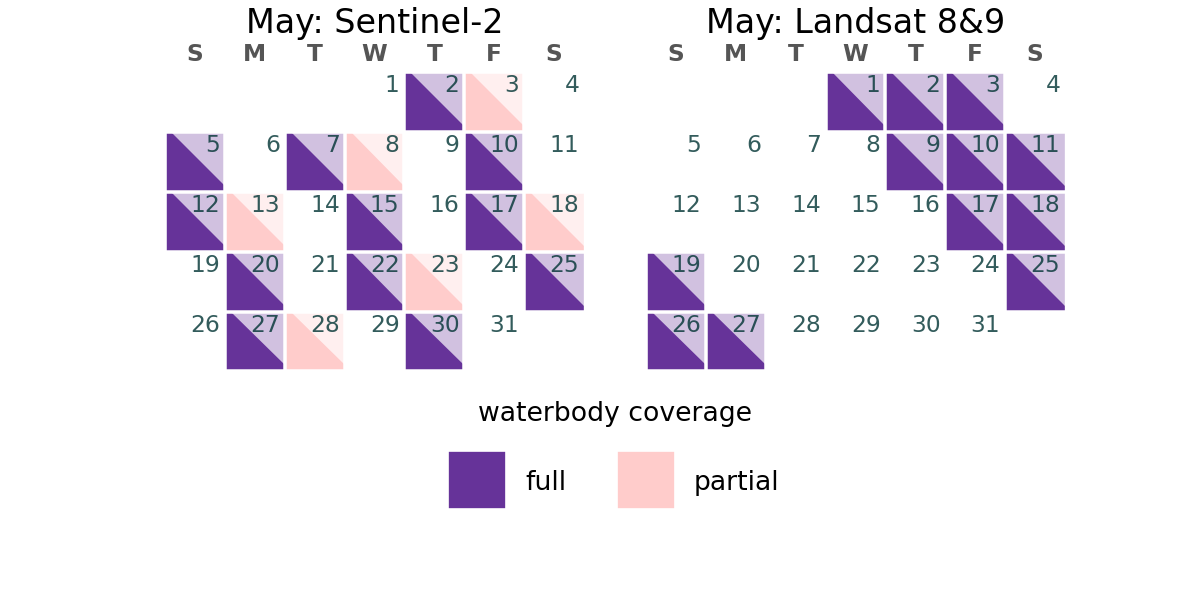 May: Sentinel-2
S M T W T F S
1 2 3 4
5 6 7 8 9 10 11
12 13 14 15 16 17 18
19 20 21 22 23 24 25
26 27 28 29 30 31
May: Landsat 8&9
S M T W T F S
1 2 3 4
5 6 7 8 9 10 11
12 13 14 15 16 17 18
19 20 21 22 23 24 25
26 27 28 29 30 31
waterbody coverage
full partial